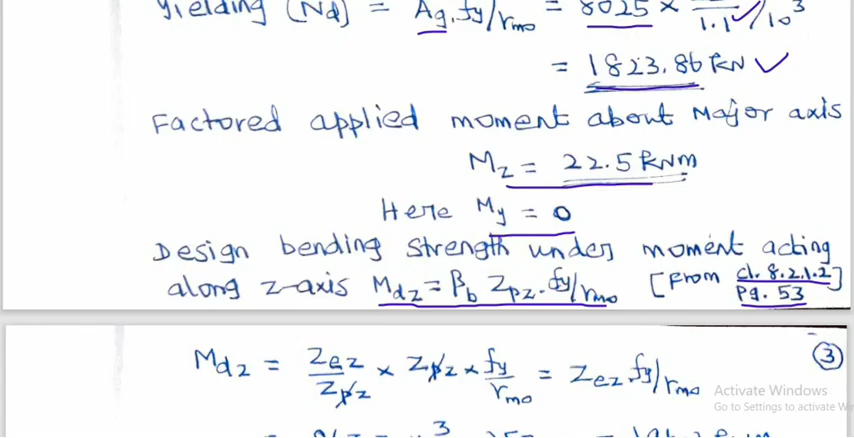 Yielding (Nd) = Ag.fy/γmo = 8025 × /1.1/10³
= 1823.86 kN ✓
Factored applied moment about Major axis
Mz = 22.5 kNm
Here My = 0
Design bending strength under moment acting
along z-axis Mdz = βb Zpz.fy/γmo [From cl. 8.2.1.2]
Pg. 53
3
Mdz = Zez/Zpz × Zpz × fy/γmo = Zez.fy/γmo
Activate Windows
Go to Settings to activate Wi